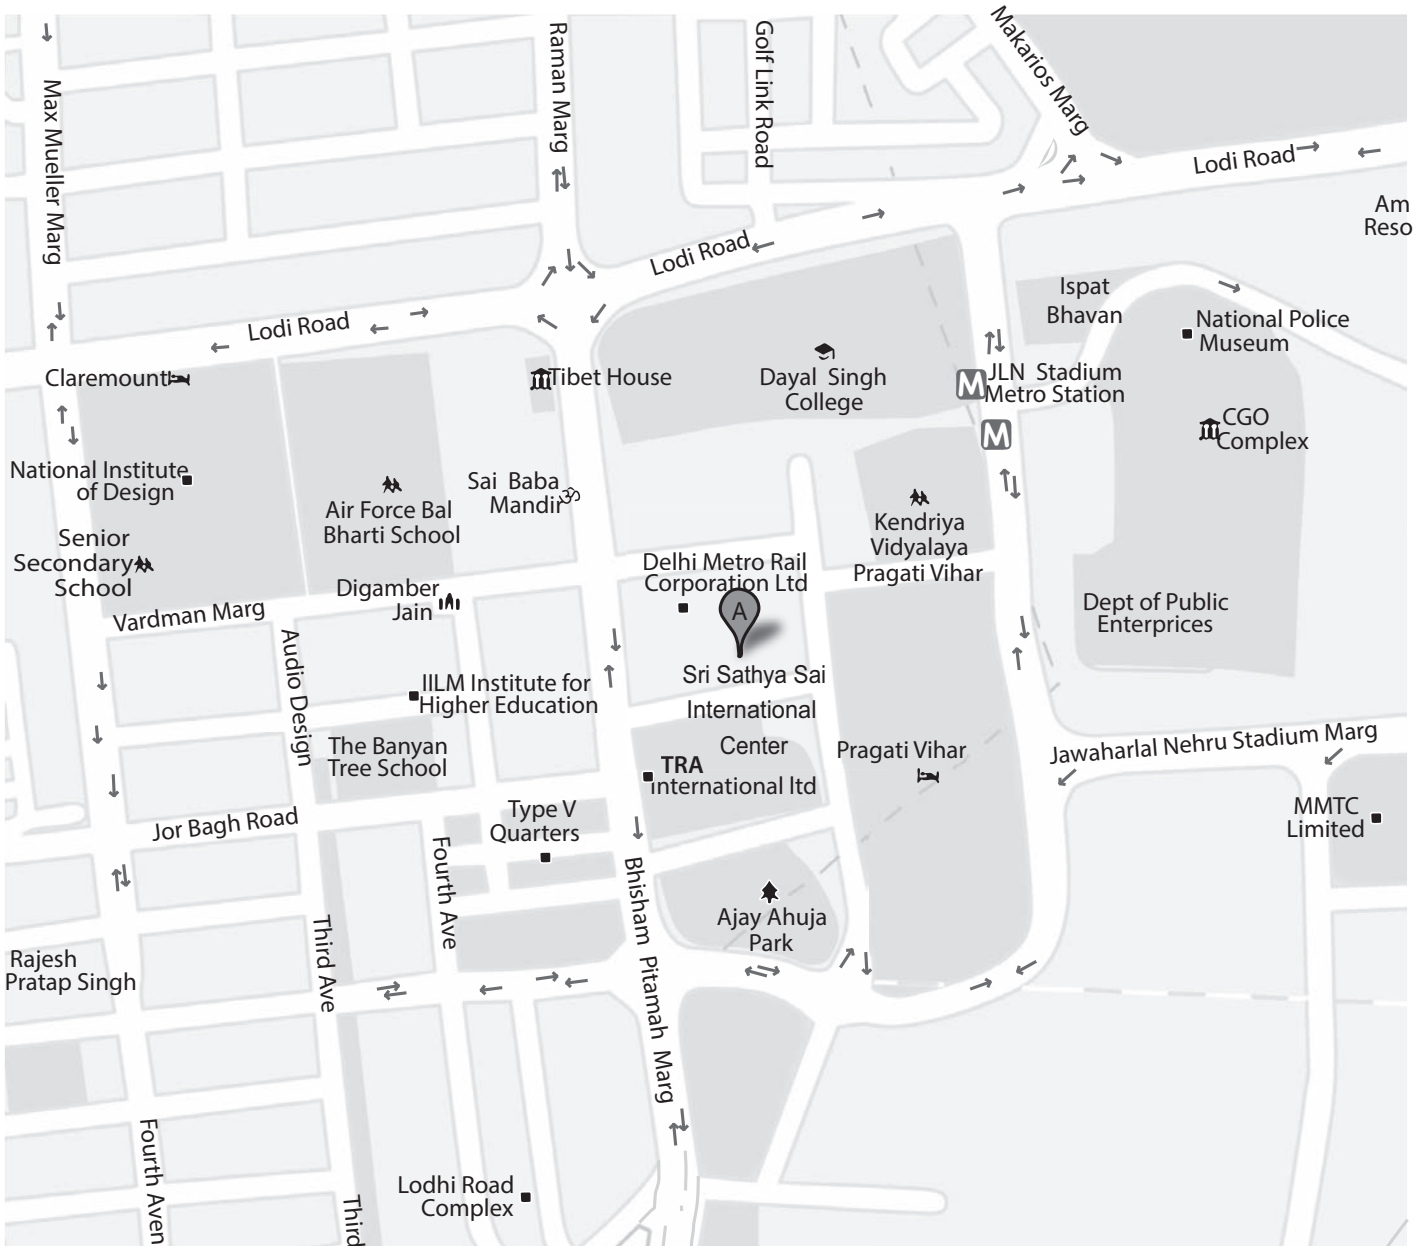 Makarios Marg
Raman Marg
Golf Link Road
Max Mueller Marg
Lodi Road
Am
Reso
Lodi Road
Ispat
Bhavan
National Police
Museum
Lodi Road
Claremount
Tibet House
Dayal Singh
College
M
JLN Stadium
Metro Station
M
CGO
Complex
National Institute
of Design
Air Force Bal
Bharti School
Sai Baba
Mandir
ॐ
Kendriya
Vidyalaya
Pragati Vihar
Senior
Secondary
School
Delhi Metro Rail
Corporation Ltd
A
Digamber
Jain
Vardman Marg
Dept of Public
Enterprices
Audio Design
Sri Sathya Sai
International
Center
IILM Institute for
Higher Education
The Banyan
Tree School
TRA
international ltd
Pragati Vihar
Jawaharlal Nehru Stadium Marg
MMTC
Limited
Type V
Quarters
Jor Bagh Road
Fourth Ave
Bhisham Pitamah Marg
Ajay Ahuja
Park
Third Ave
Rajesh
Pratap Singh
Fourth Aven
Third
Lodhi Road
Complex